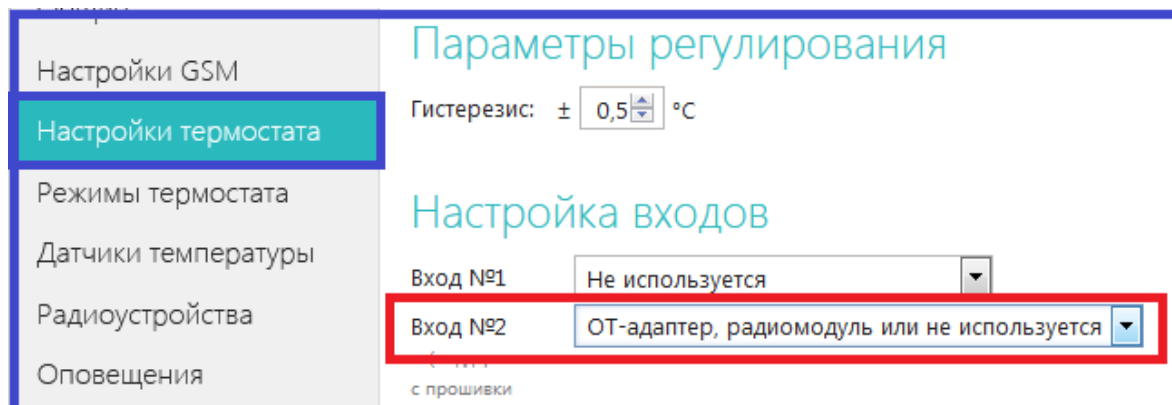 Настройки GSM
Настройки термостата
Режимы термостата
Датчики температуры
Радиоустройства
Оповещения
Параметры регулирования
Гистерезис: ± 0,5 °C
Настройка входов
Вход №1 Не используется
Вход №2 ОТ-адаптер, радиомодуль или не используется
с прошивки